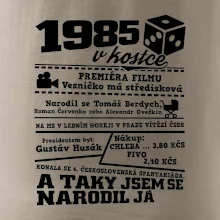 1985
v kostce
PREMIÉRA FILMU
Vesničko má středisková
Narodil se Tomáš Berdych,
Roman Červenka nebo Alexandr Ovečkin
NA MS V LEDNÍM HOKEJI V PRAZE VÍTĚZÍ ČSSR
Presidentem byl:
Gustáv Husák
Nákup:
CHLEBA ... 3,80 KČS
PIVO
2,10 KČS
KONALA SE 6. ČESKOSLOVENSKÁ SPARTAKIÁDA
A TAKY JSEM SE
NARODIL JÁ